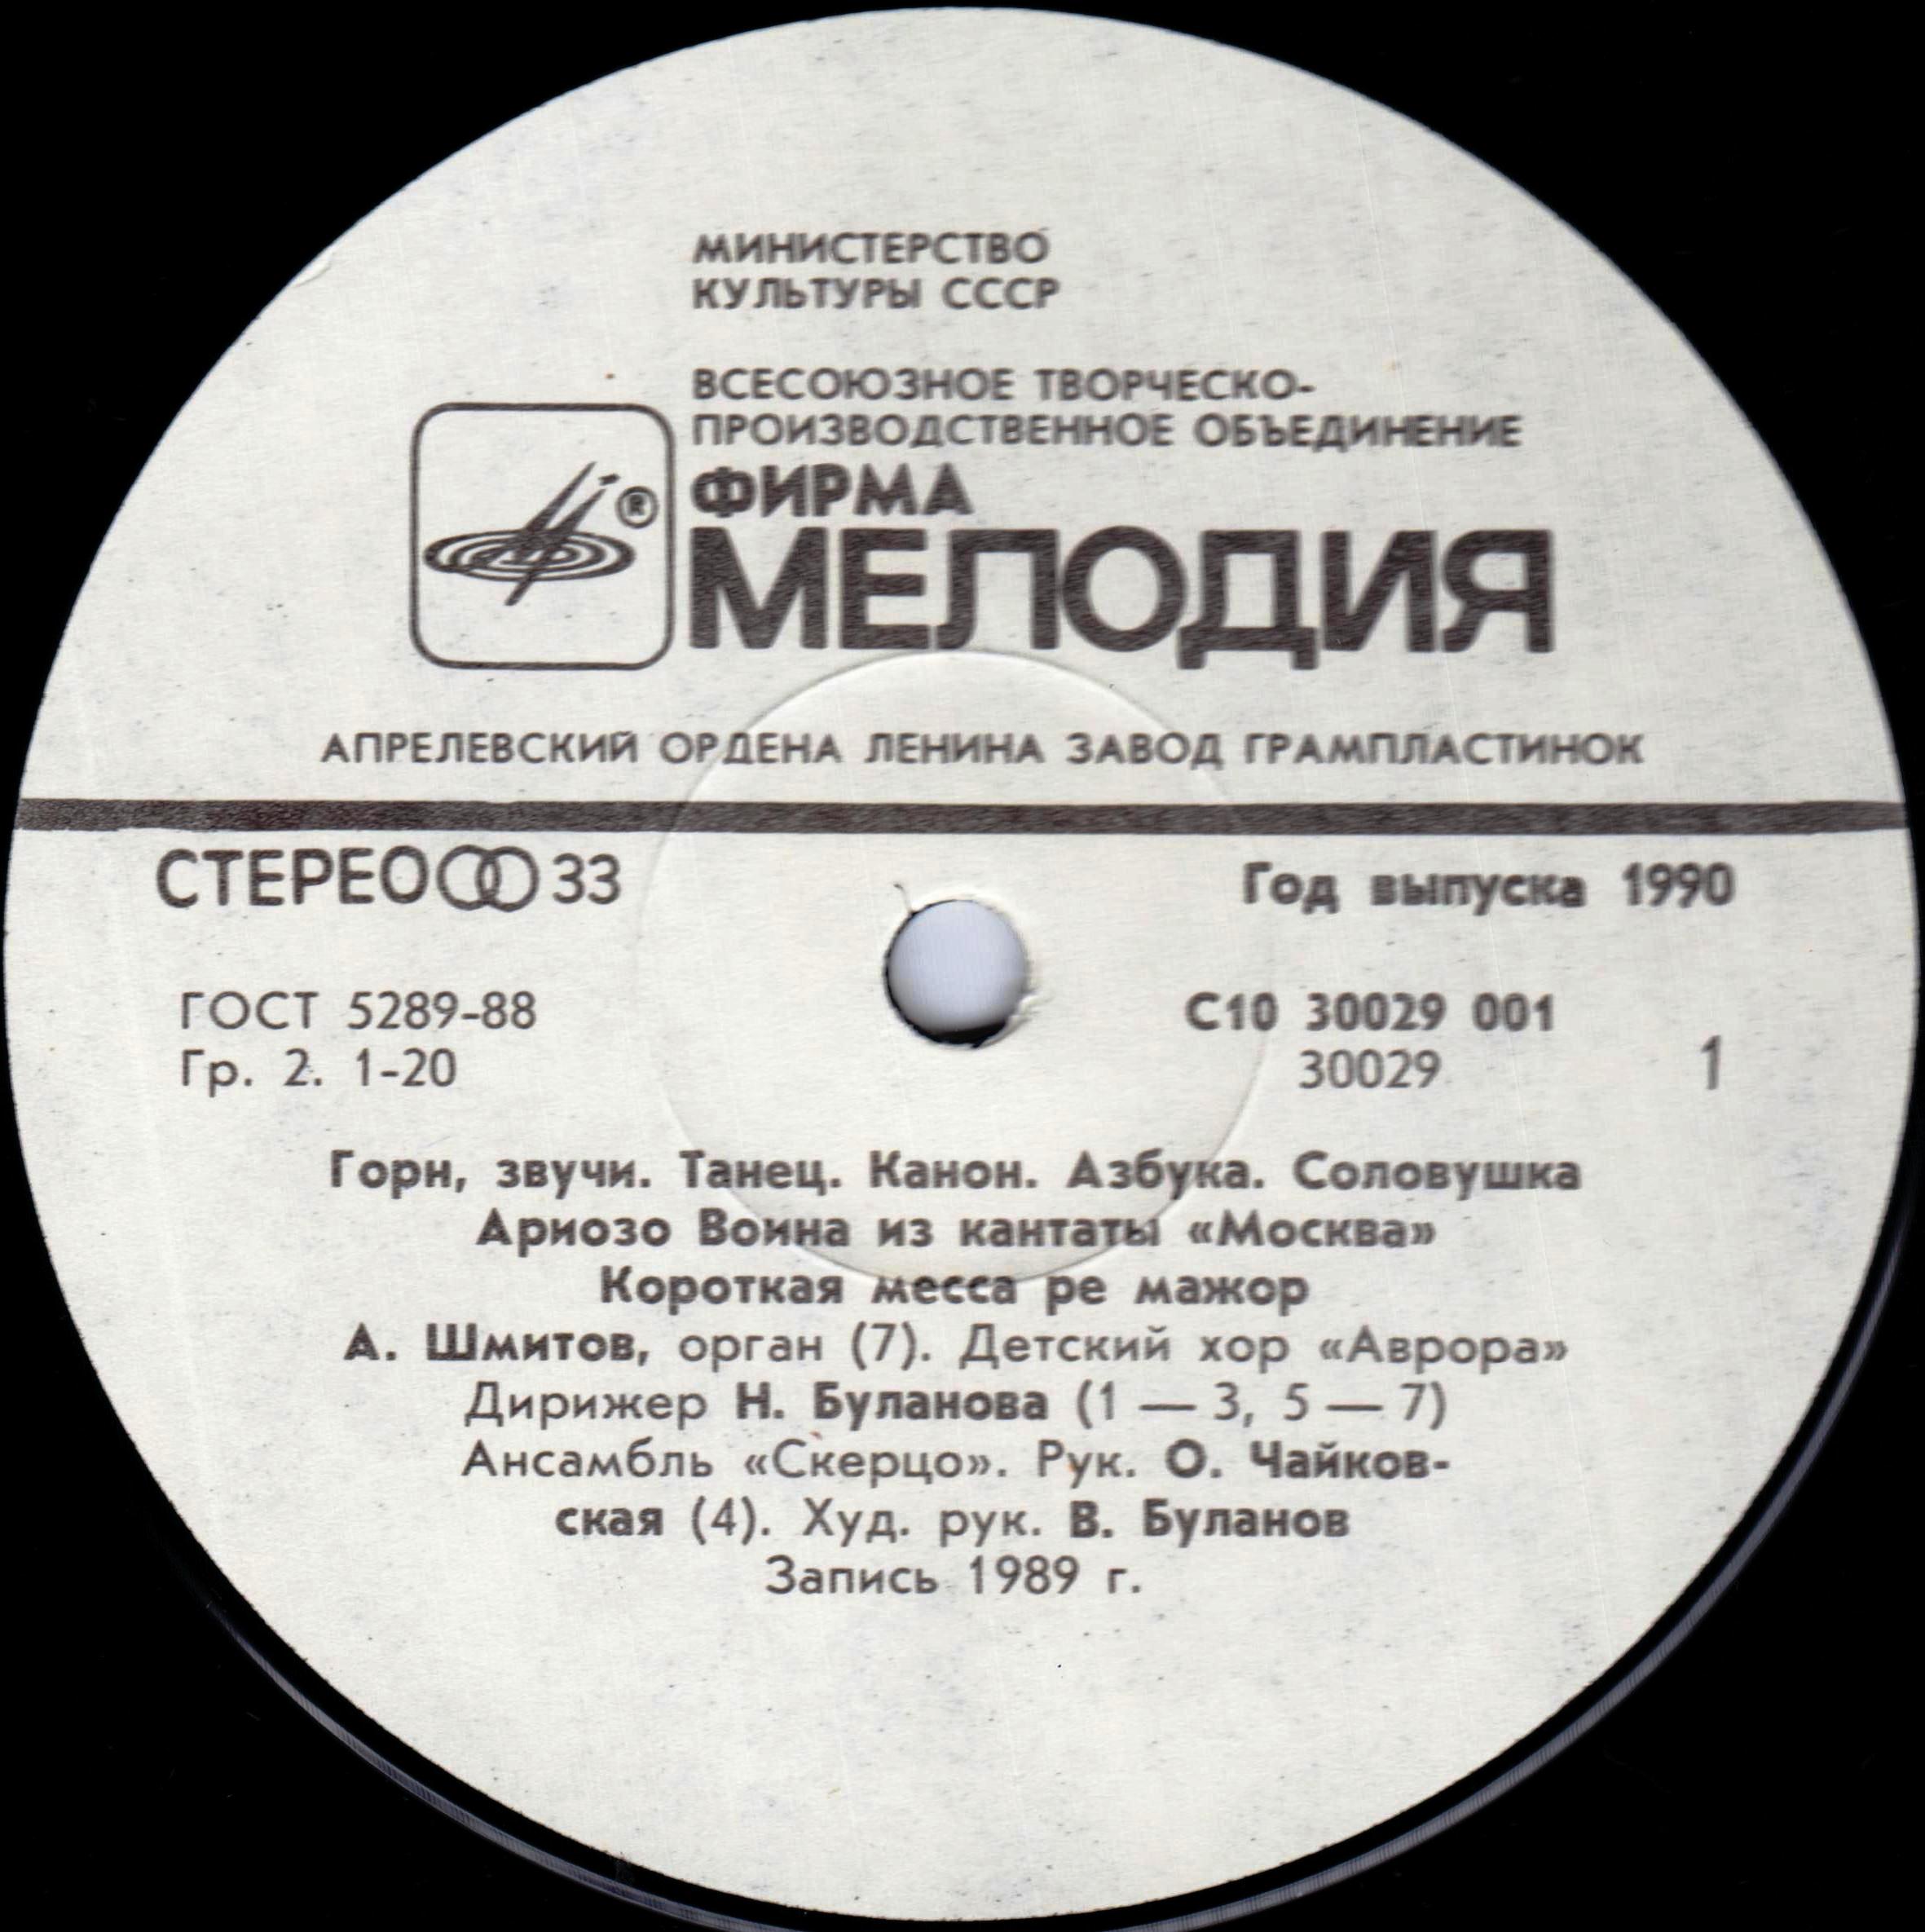 МИНИСТЕРСТВО
КУЛЬТУРЫ СССР
ВСЕСОЮЗНОЕ ТВОРЧЕСКО-
ПРОИЗВОДСТВЕННОЕ ОБЪЕДИНЕНИЕ
®
ФИРМА
МЕЛОДИЯ
АПРЕЛЕВСКИЙ ОРДЕНА ЛЕНИНА ЗАВОД ГРАМПЛАСТИНОК
СТЕРЕО 33
Год выпуска 1990
ГОСТ 5289-88
Гр. 2. 1-20
С10 30029 001
30029
1
Горн, звучи. Танец. Канон. Азбука. Соловушка
Ариозо Воина из кантаты «Москва»
Короткая месса ре мажор
А. Шмитов, орган (7). Детский хор «Аврора»
Дирижер Н. Буланова (1 — 3, 5 — 7)
Ансамбль «Скерцо». Рук. О. Чайков-
ская (4). Худ. рук. В. Буланов
Запись 1989 г.